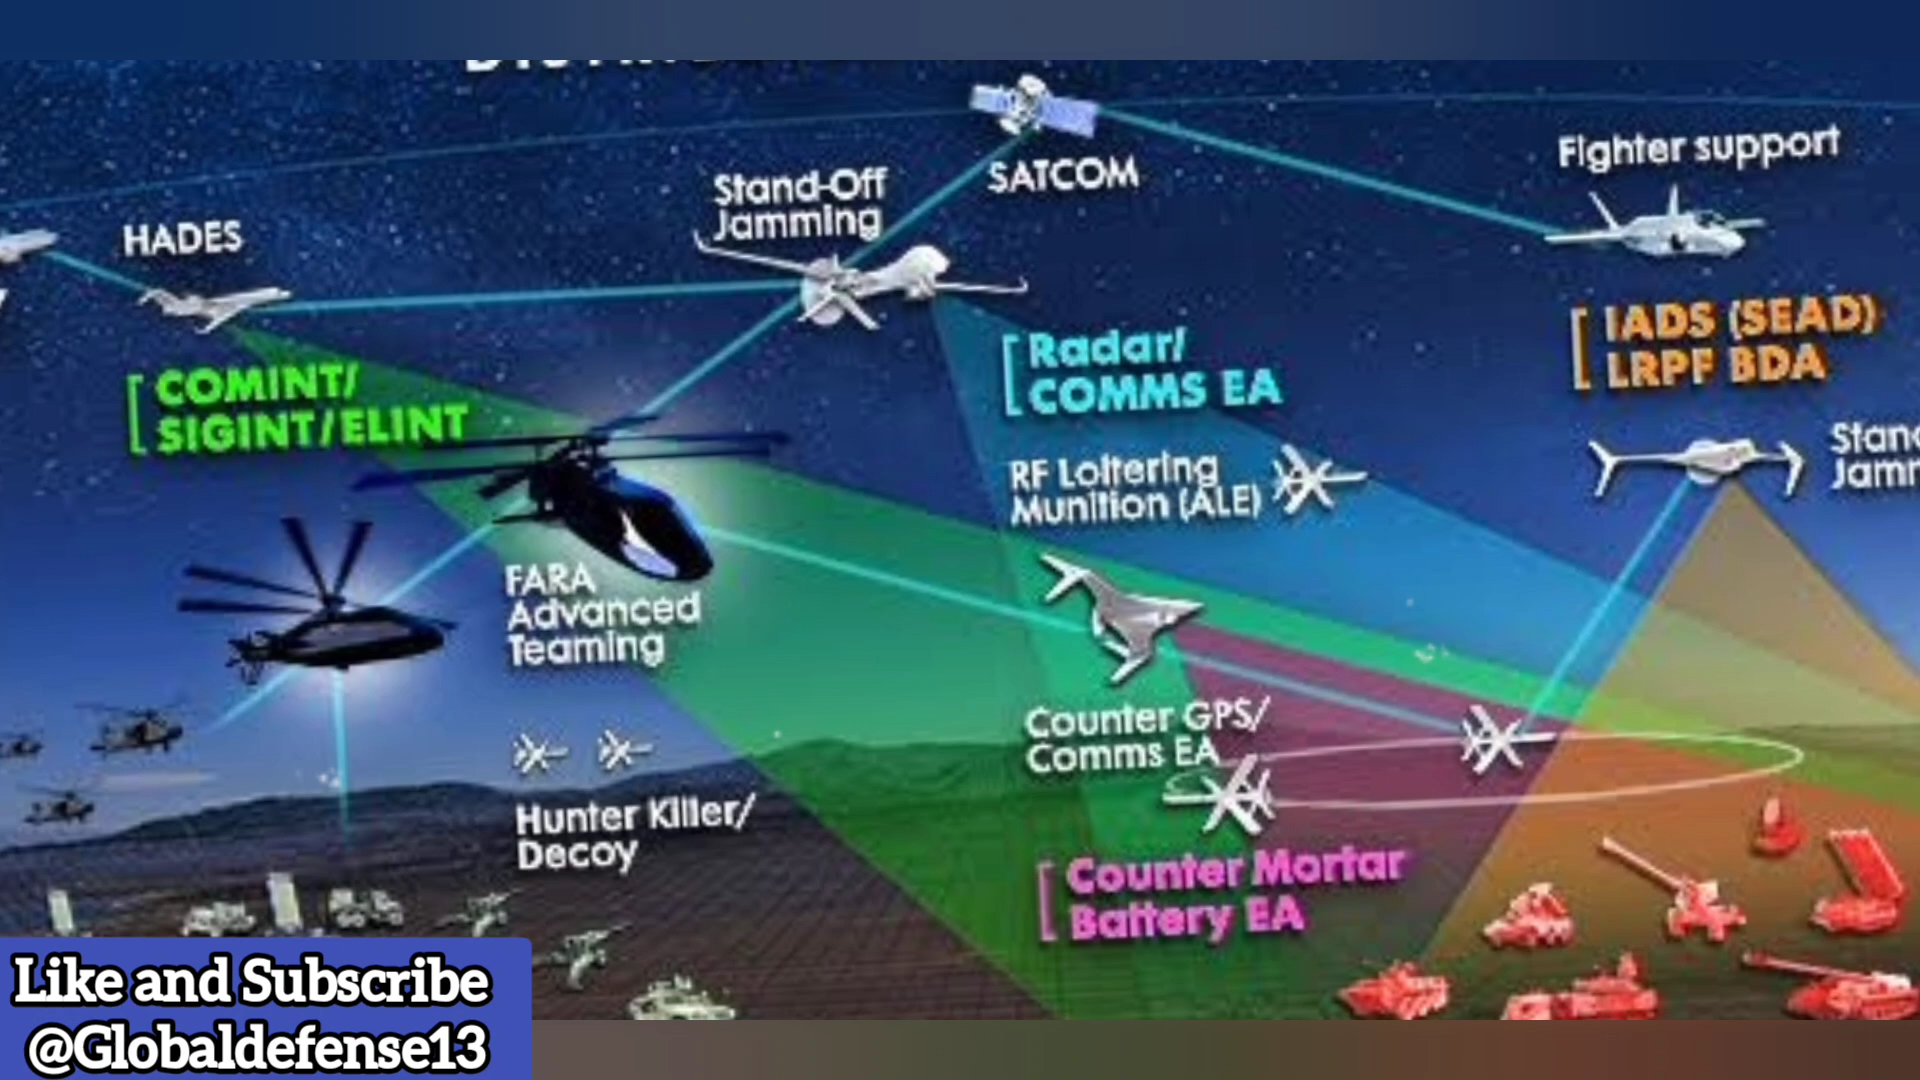 Fighter support
SATCOM
Stand-Off
Jamming
HADES
IADS (SEAD)
LRPF BDA
Radar/
COMMS EA
COMINT/
SIGINT/ELINT
RF Loitering
Munition (ALE)
FARA
Advanced
Teaming
Counter GPS/
Comms EA
Hunter Killer/
Decoy
Counter Mortar
Battery EA
Like and Subscribe
@Globaldefense13